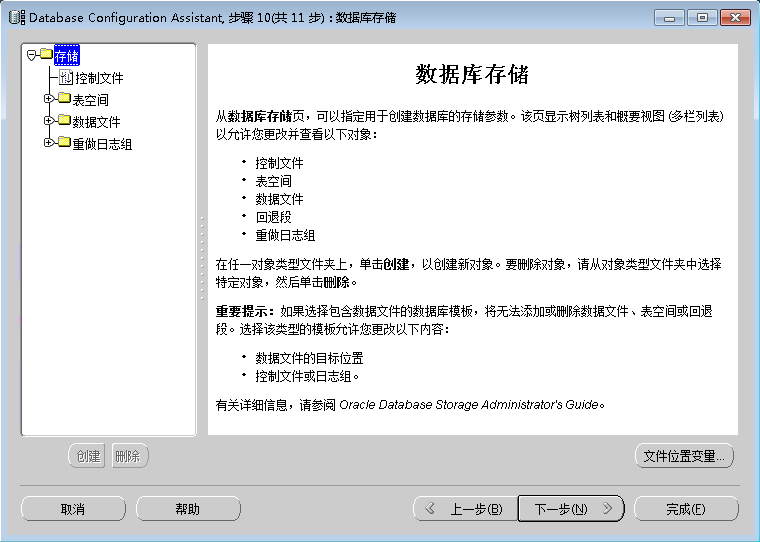 Database Configuration Assistant, 步骤 10(共 11 步) : 数据库存储
存储
控制文件
表空间
数据文件
重做日志组
数据库存储
从数据库存储页，可以指定用于创建数据库的存储参数。该页显示树列表和概要视图 (多栏列表)
以允许您更改并查看以下对象：
• 控制文件
• 表空间
• 数据文件
• 回退段
• 重做日志组
在任一对象类型文件夹上，单击创建，以创建新对象。要删除对象，请从对象类型文件夹中选择
特定对象，然后单击删除。
重要提示：如果选择包含数据文件的数据库模板，将无法添加或删除数据文件、表空间或回退
段。选择该类型的模板允许您更改以下内容：
• 数据文件的目标位置
• 控制文件或日志组。
有关详细信息，请参阅 Oracle Database Storage Administrator's Guide。
创建 删除 文件位置变量...
取消 帮助 上一步(B) 下一步(N) 完成(F)